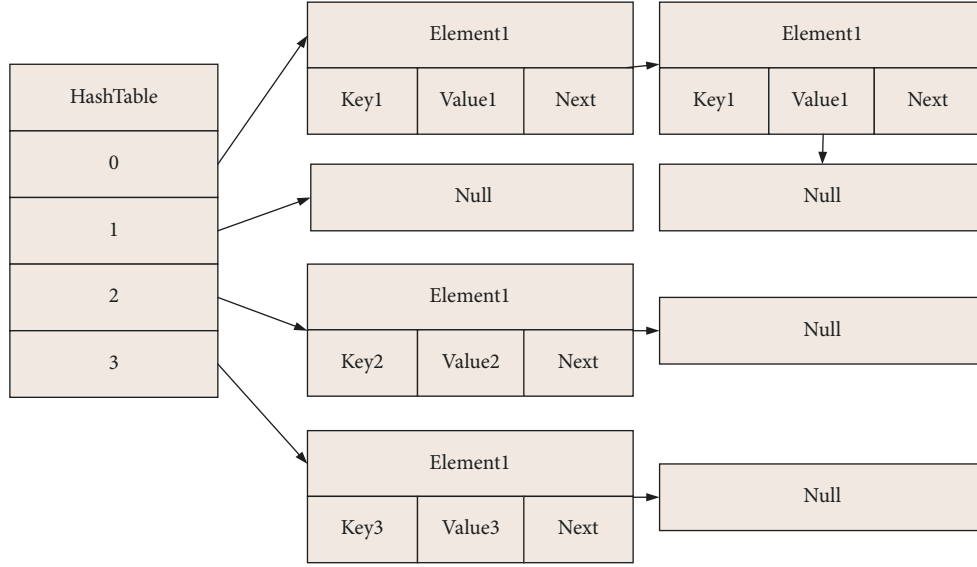 HashTable
0
1
2
3
Element1
Key1 Value1 Next
Element1
Key1 Value1 Next
Null
Null
Element1
Key2 Value2 Next
Null
Element1
Key3 Value3 Next
Null